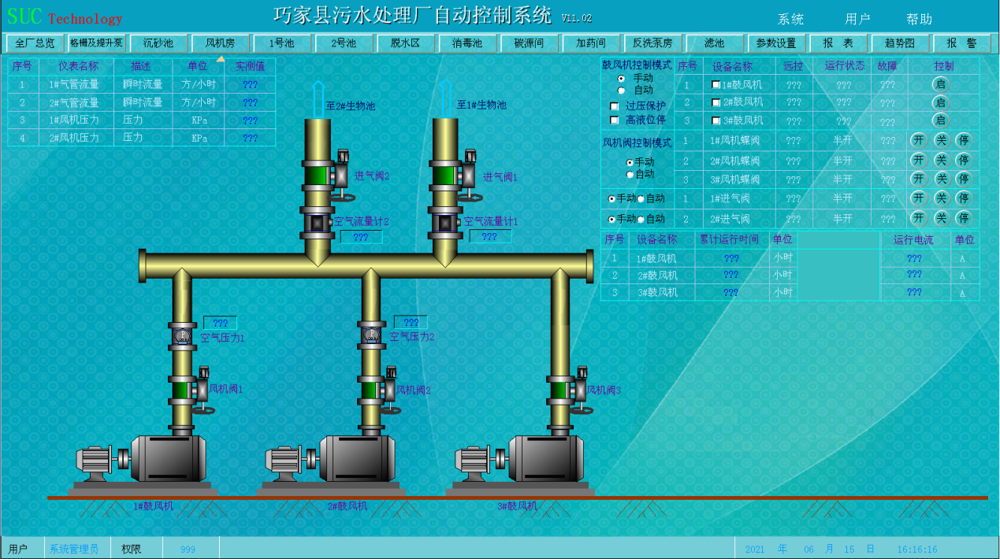 SUC Technology
巧家县污水处理厂自动控制系统 V11.02
系统 用户 帮助
全厂总览 格栅及提升泵 沉砂池 风机房 1号池 2号池 脱水区 消毒池 碳源间 加药间 反洗泵房 滤池 参数设置 报 表 趋势图 报 警
序号 仪表名称 描述 单位 实测值
1 1#气管流量 瞬时流量 方/小时 ???
2 2#气管流量 瞬时流量 方/小时 ???
3 1#风机压力 压力 KPa ???
4 2#风机压力 压力 KPa ???
至2#生物池
至1#生物池
进气阀2
进气阀1
空气流量计2
???
空气流量计1
???
???
空气压力1
P
???
空气压力2
P
风机阀1
风机阀2
风机阀3
1#鼓风机
2#鼓风机
3#鼓风机
鼓风机控制模式
手动
自动
过压保护
高液位停
风机阀控制模式
手动
自动
手动 自动
手动 自动
序号 设备名称 远控 运行状态 故障 控制
1 1#鼓风机 ??? ??? ??? 启
2 2#鼓风机 ??? ??? ??? 启
3 3#鼓风机 ??? ??? ??? 启
1 1#风机蝶阀 ??? 半开 ??? 开 关 停
2 2#风机蝶阀 ??? 半开 ??? 开 关 停
3 3#风机蝶阀 ??? 半开 ??? 开 关 停
1 1#进气阀 ??? 半开 ??? 开 关 停
2 2#进气阀 ??? 半开 ??? 开 关 停
序号 设备名称 累计运行时间 单位 运行电流 单位
1 1#鼓风机 ??? 小时 ??? A
2 2#鼓风机 ??? 小时 ??? A
3 3#鼓风机 ??? 小时 ??? A
用户 系统管理员 权限 999
2021 年 06 月 15 日 16:16:16